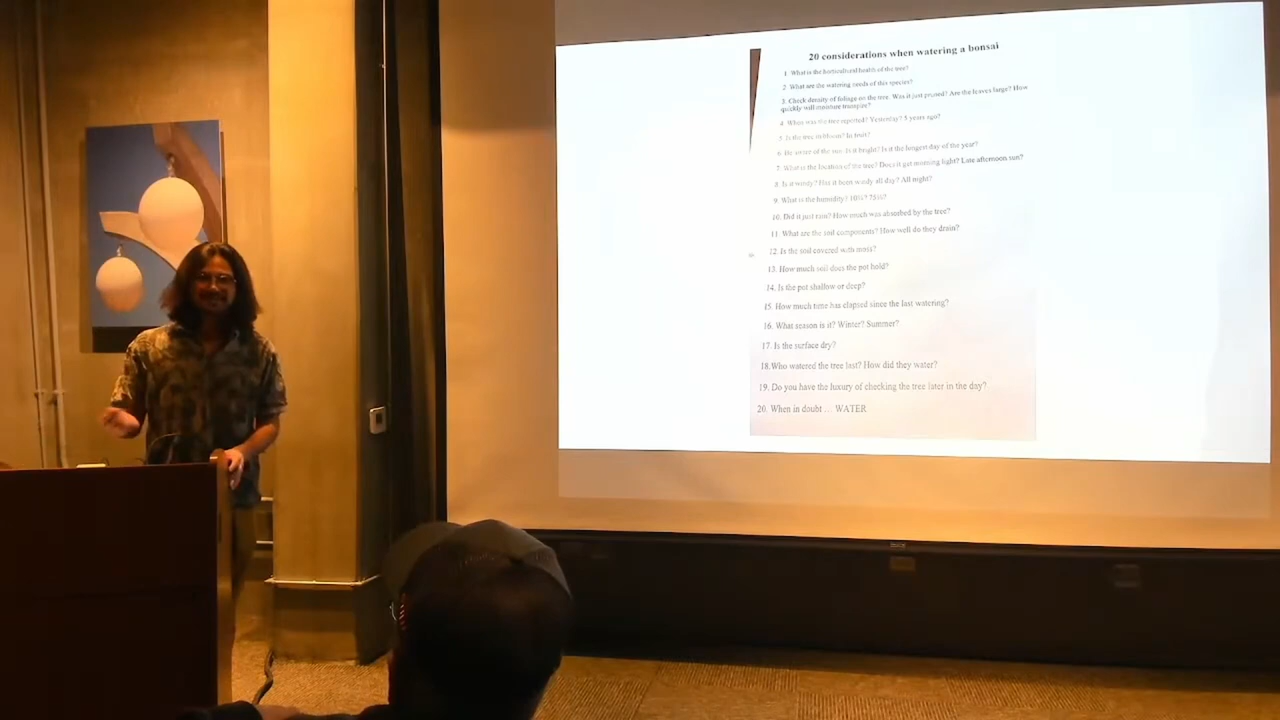 20 considerations when watering a bonsai
1. What is the horticultural health of the tree?
2. What are the watering needs of this species?
3. Check density of foliage on the tree. Was it just pruned? Are the leaves large? How
quickly will moisture transpire?
4. When was the tree repotted? Yesterday? 5 years ago?
5. Is the tree in bloom? In fruit?
6. of the sun. Is it bright? Is it the longest day of the year?
7. What is the location of the tree? Does it get morning light? Late afternoon sun?
8. Is it windy? Has it been windy all day? All night?
9. What is the humidity? 10%? 75%?
10. Did it just rain? How much was absorbed by the tree?
11. What are the soil components? How well do they drain?
12. Is the soil covered with moss?
13. How much soil does the pot hold?
14. Is the pot shallow or deep?
15. How much time has elapsed since the last watering?
16. What season is it? Winter? Summer?
17. Is the surface dry?
18. Who watered the tree last? How did they water?
19. Do you have the luxury of checking the tree later in the day?
20. When in doubt ... WATER